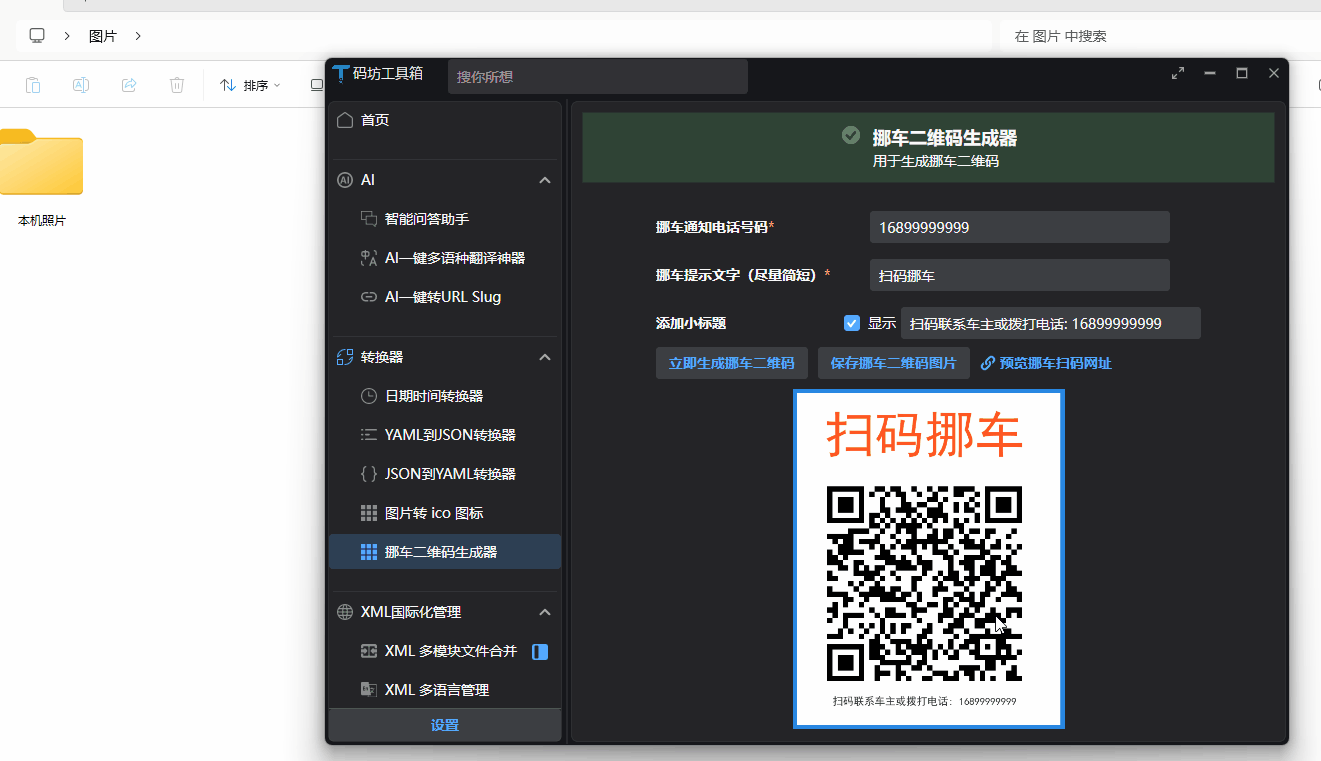 图片
在 图片 中搜索
排序
本机照片
码坊工具箱
搜你所想
首页
AI
智能问答助手
AI一键多语种翻译神器
AI一键转URL Slug
转换器
日期时间转换器
YAML到JSON转换器
JSON到YAML转换器
图片转 ico 图标
挪车二维码生成器
XML国际化管理
XML 多模块文件合并
XML 多语言管理
设置
挪车二维码生成器
用于生成挪车二维码
挪车通知电话号码*
16899999999
挪车提示文字（尽量简短）*
扫码挪车
添加小标题
显示
扫码联系车主或拨打电话: 16899999999
立即生成挪车二维码
保存挪车二维码图片
预览挪车扫码网址
扫码挪车
扫码联系车主或拨打电话: 16899999999